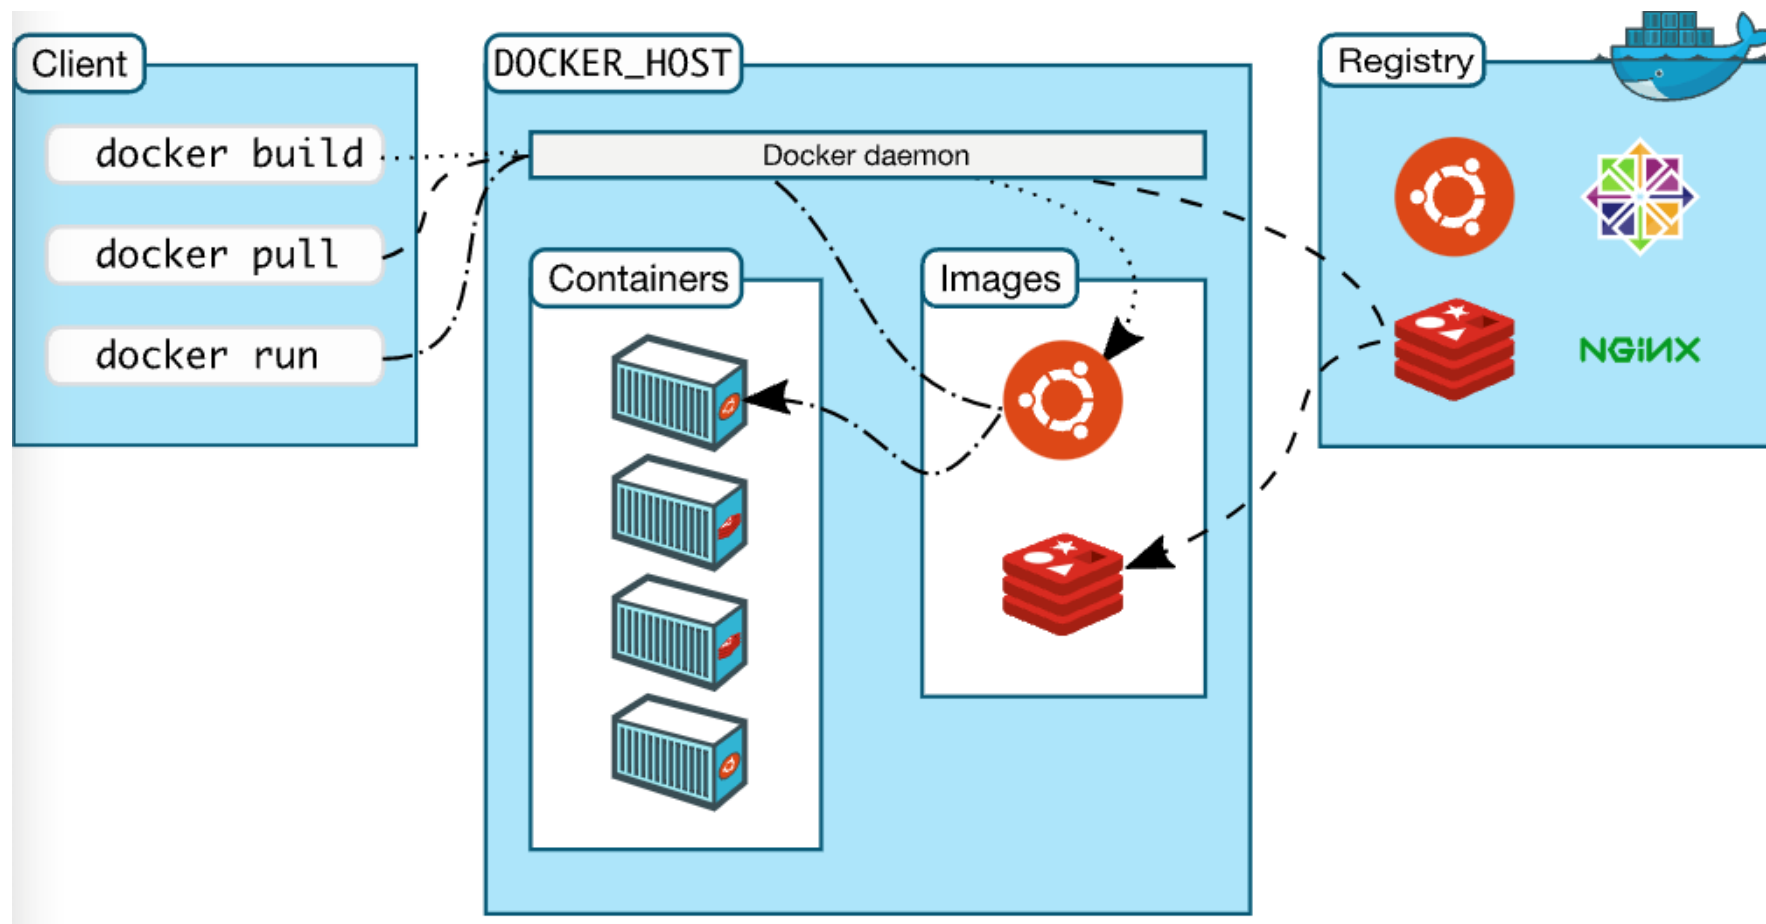 Client
docker build
docker pull
docker run
DOCKER_HOST
Docker daemon
Containers
Images
Registry
NGiNX